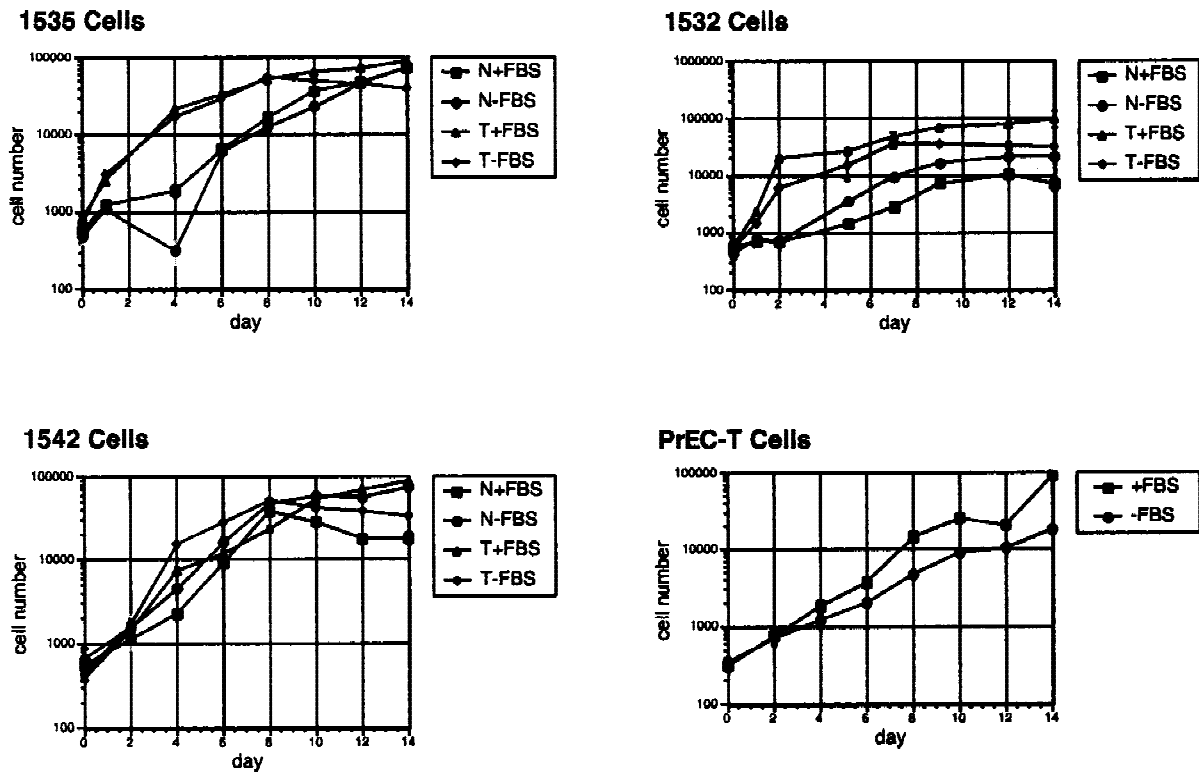 1535 Cells
100000
10000
1000
100
cell number
0 2 4 6 8 10 12 14
day
N+FBS
N-FBS
T+FBS
T-FBS
1532 Cells
1000000
100000
10000
1000
100
cell number
0 2 4 6 8 10 12 14
day
N+FBS
N-FBS
T+FBS
T-FBS
1542 Cells
100000
10000
1000
100
cell number
0 2 4 6 8 10 12 14
day
N+FBS
N-FBS
T+FBS
T-FBS
PrEC-T Cells
100000
10000
1000
100
cell number
0 2 4 6 8 10 12 14
day
+FBS
-FBS